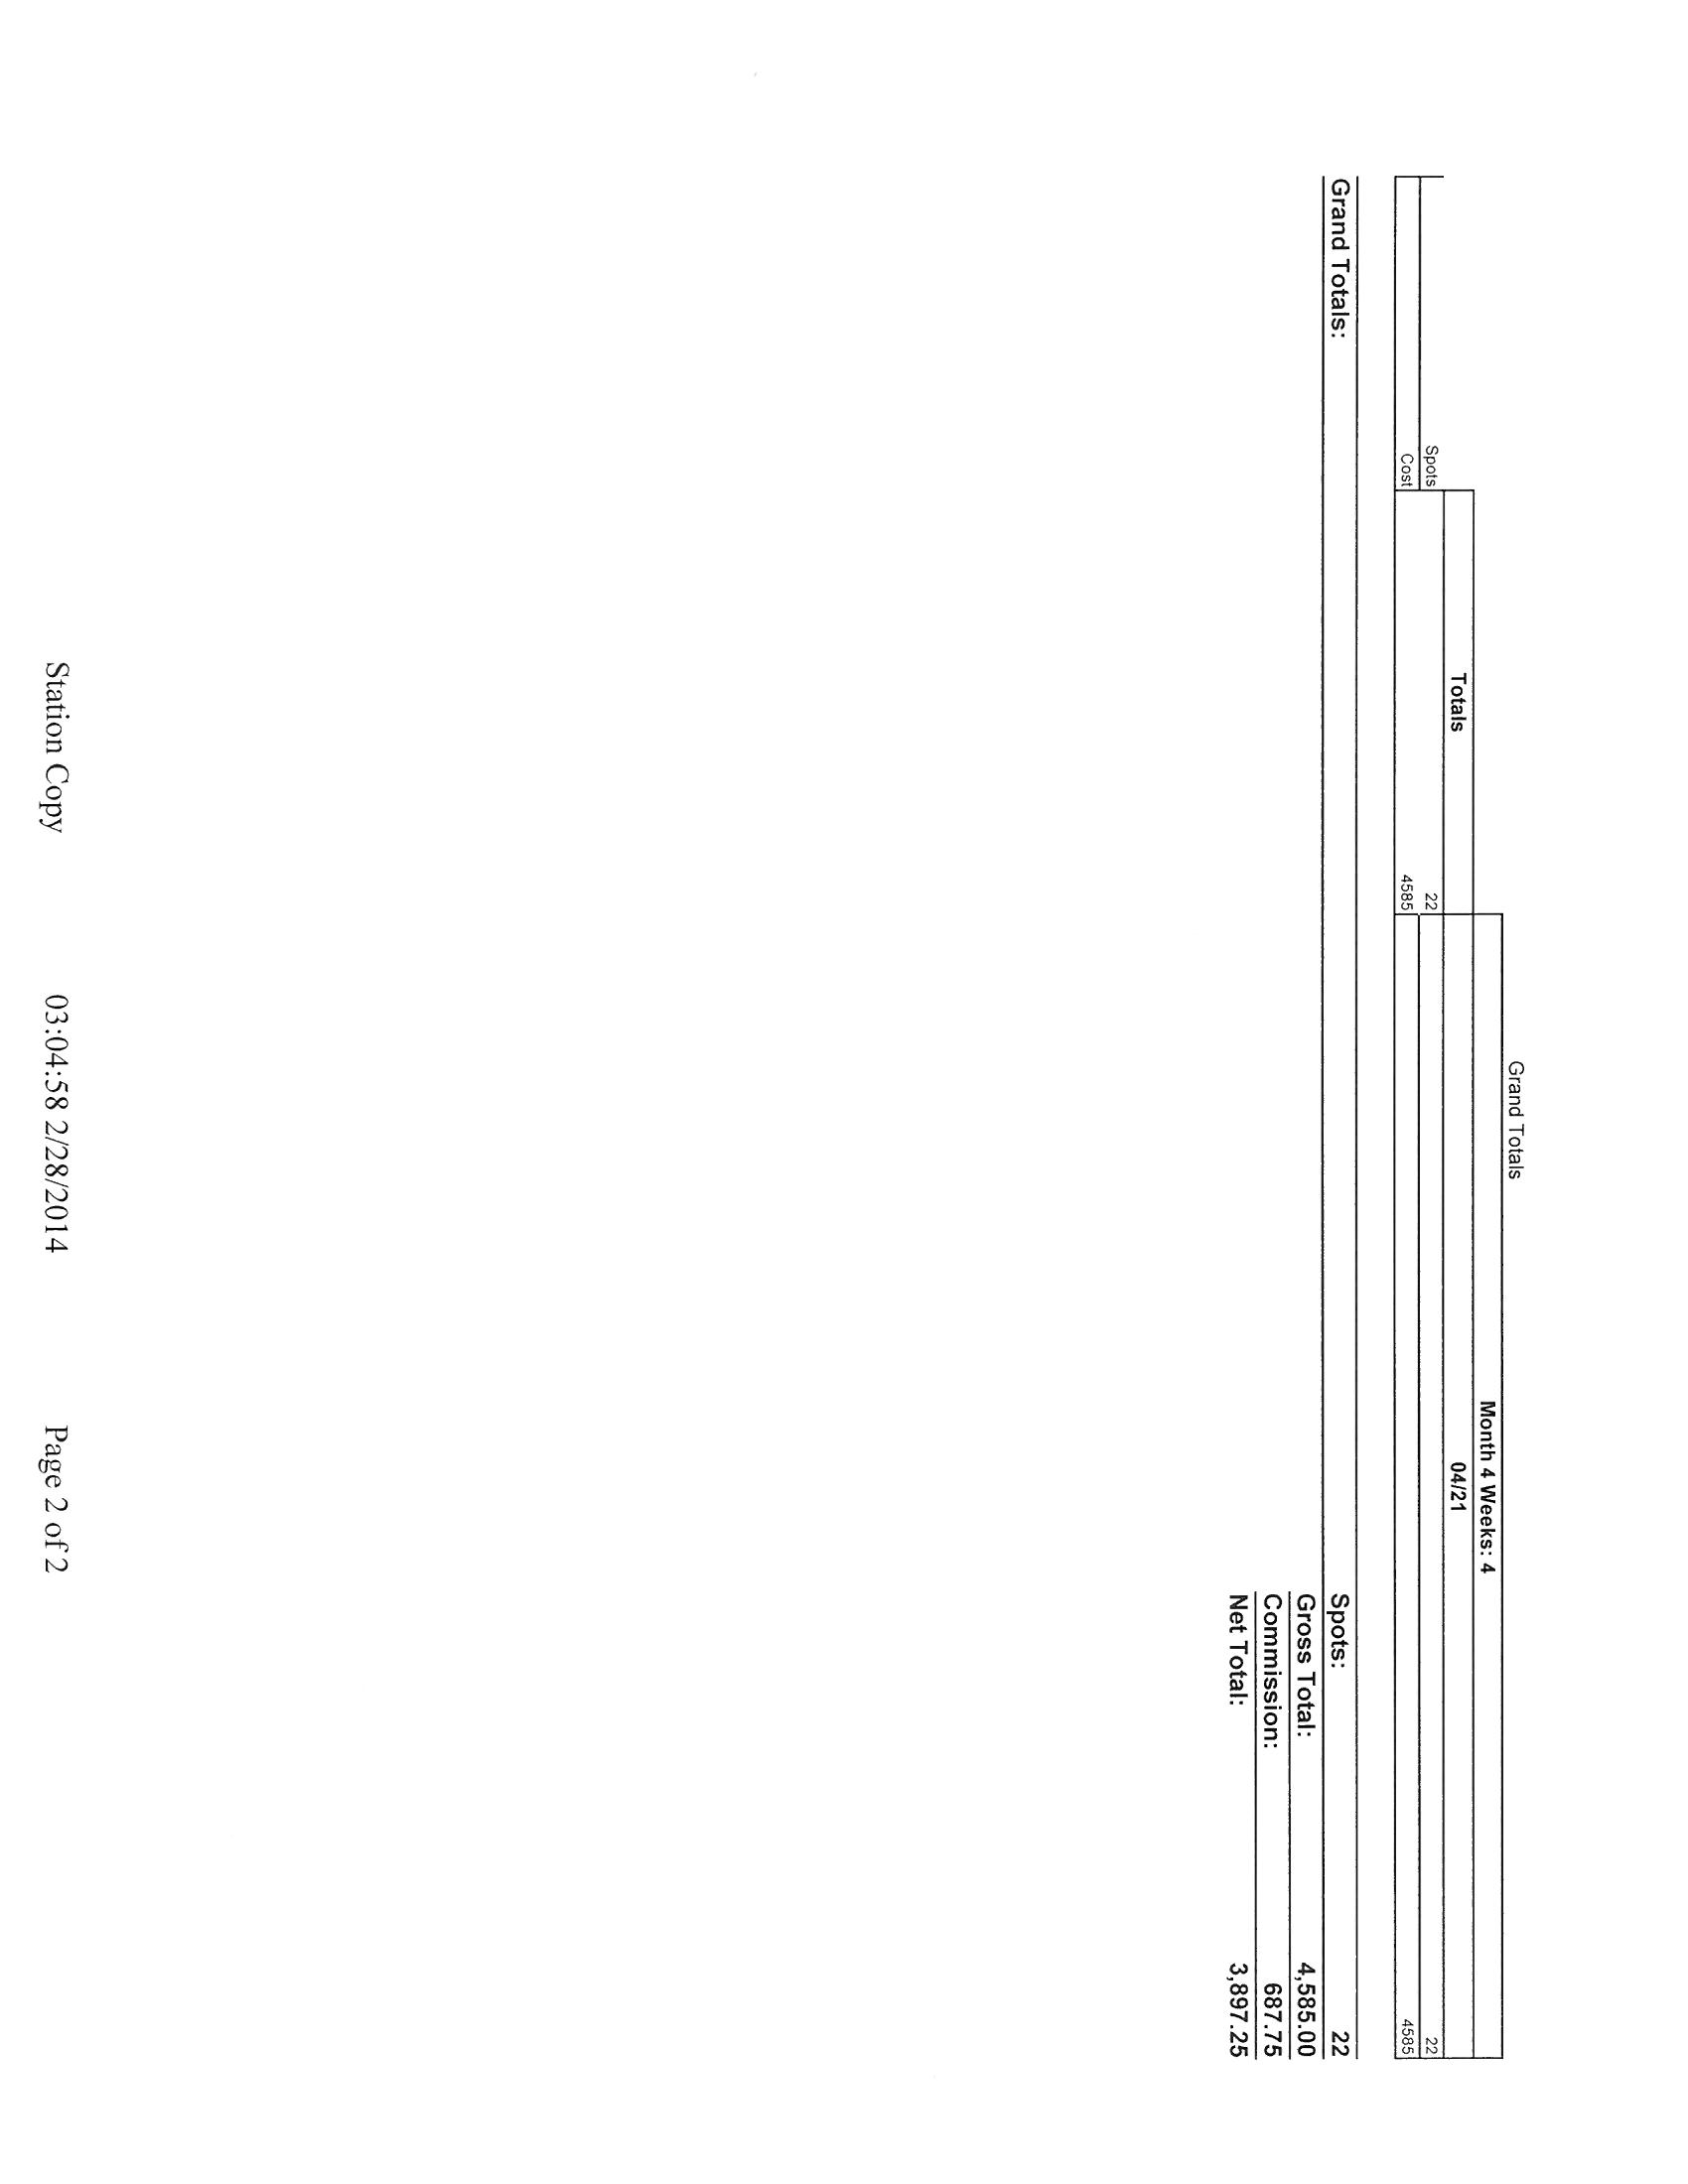 Grand Totals
Month 4 Weeks: 4
Totals 04/21
Spots 22 22
Cost 4585 4585
Grand Totals: Spots: 22
Gross Total: 4,585.00
Commission: 687.75
Net Total: 3,897.25
Station Copy 03:04:58 2/28/2014 Page 2 of 2